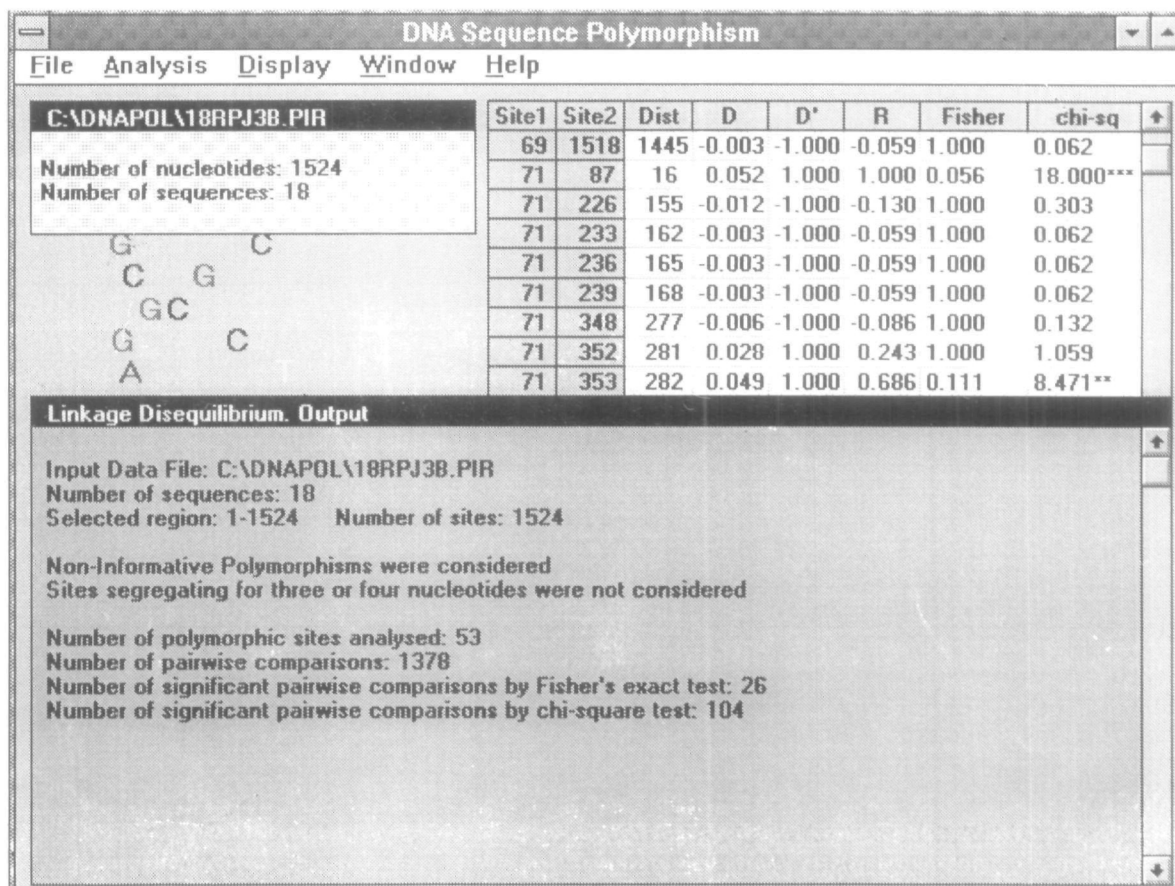 DNA Sequence Polymorphism
File Analysis Display Window Help
C:\DNAPOL\18RPJ3B.PIR
Number of nucleotides: 1524
Number of sequences: 18
G C
C G
GC
G C
A
Site1 Site2 Dist D D' R Fisher chi-sq
69 1518 1445 -0.003 -1.000 -0.059 1.000 0.062
71 87 16 0.052 1.000 1.000 0.056 18.000***
71 226 155 -0.012 -1.000 -0.130 1.000 0.303
71 233 162 -0.003 -1.000 -0.059 1.000 0.062
71 236 165 -0.003 -1.000 -0.059 1.000 0.062
71 239 168 -0.003 -1.000 -0.059 1.000 0.062
71 348 277 -0.006 -1.000 -0.086 1.000 0.132
71 352 281 0.028 1.000 0.243 1.000 1.059
71 353 282 0.049 1.000 0.686 0.111 8.471**
Linkage Disequilibrium. Output
Input Data File: C:\DNAPOL\18RPJ3B.PIR
Number of sequences: 18
Selected region: 1-1524 Number of sites: 1524
Non-Informative Polymorphisms were considered
Sites segregating for three or four nucleotides were not considered
Number of polymorphic sites analysed: 53
Number of pairwise comparisons: 1378
Number of significant pairwise comparisons by Fisher's exact test: 26
Number of significant pairwise comparisons by chi-square test: 104